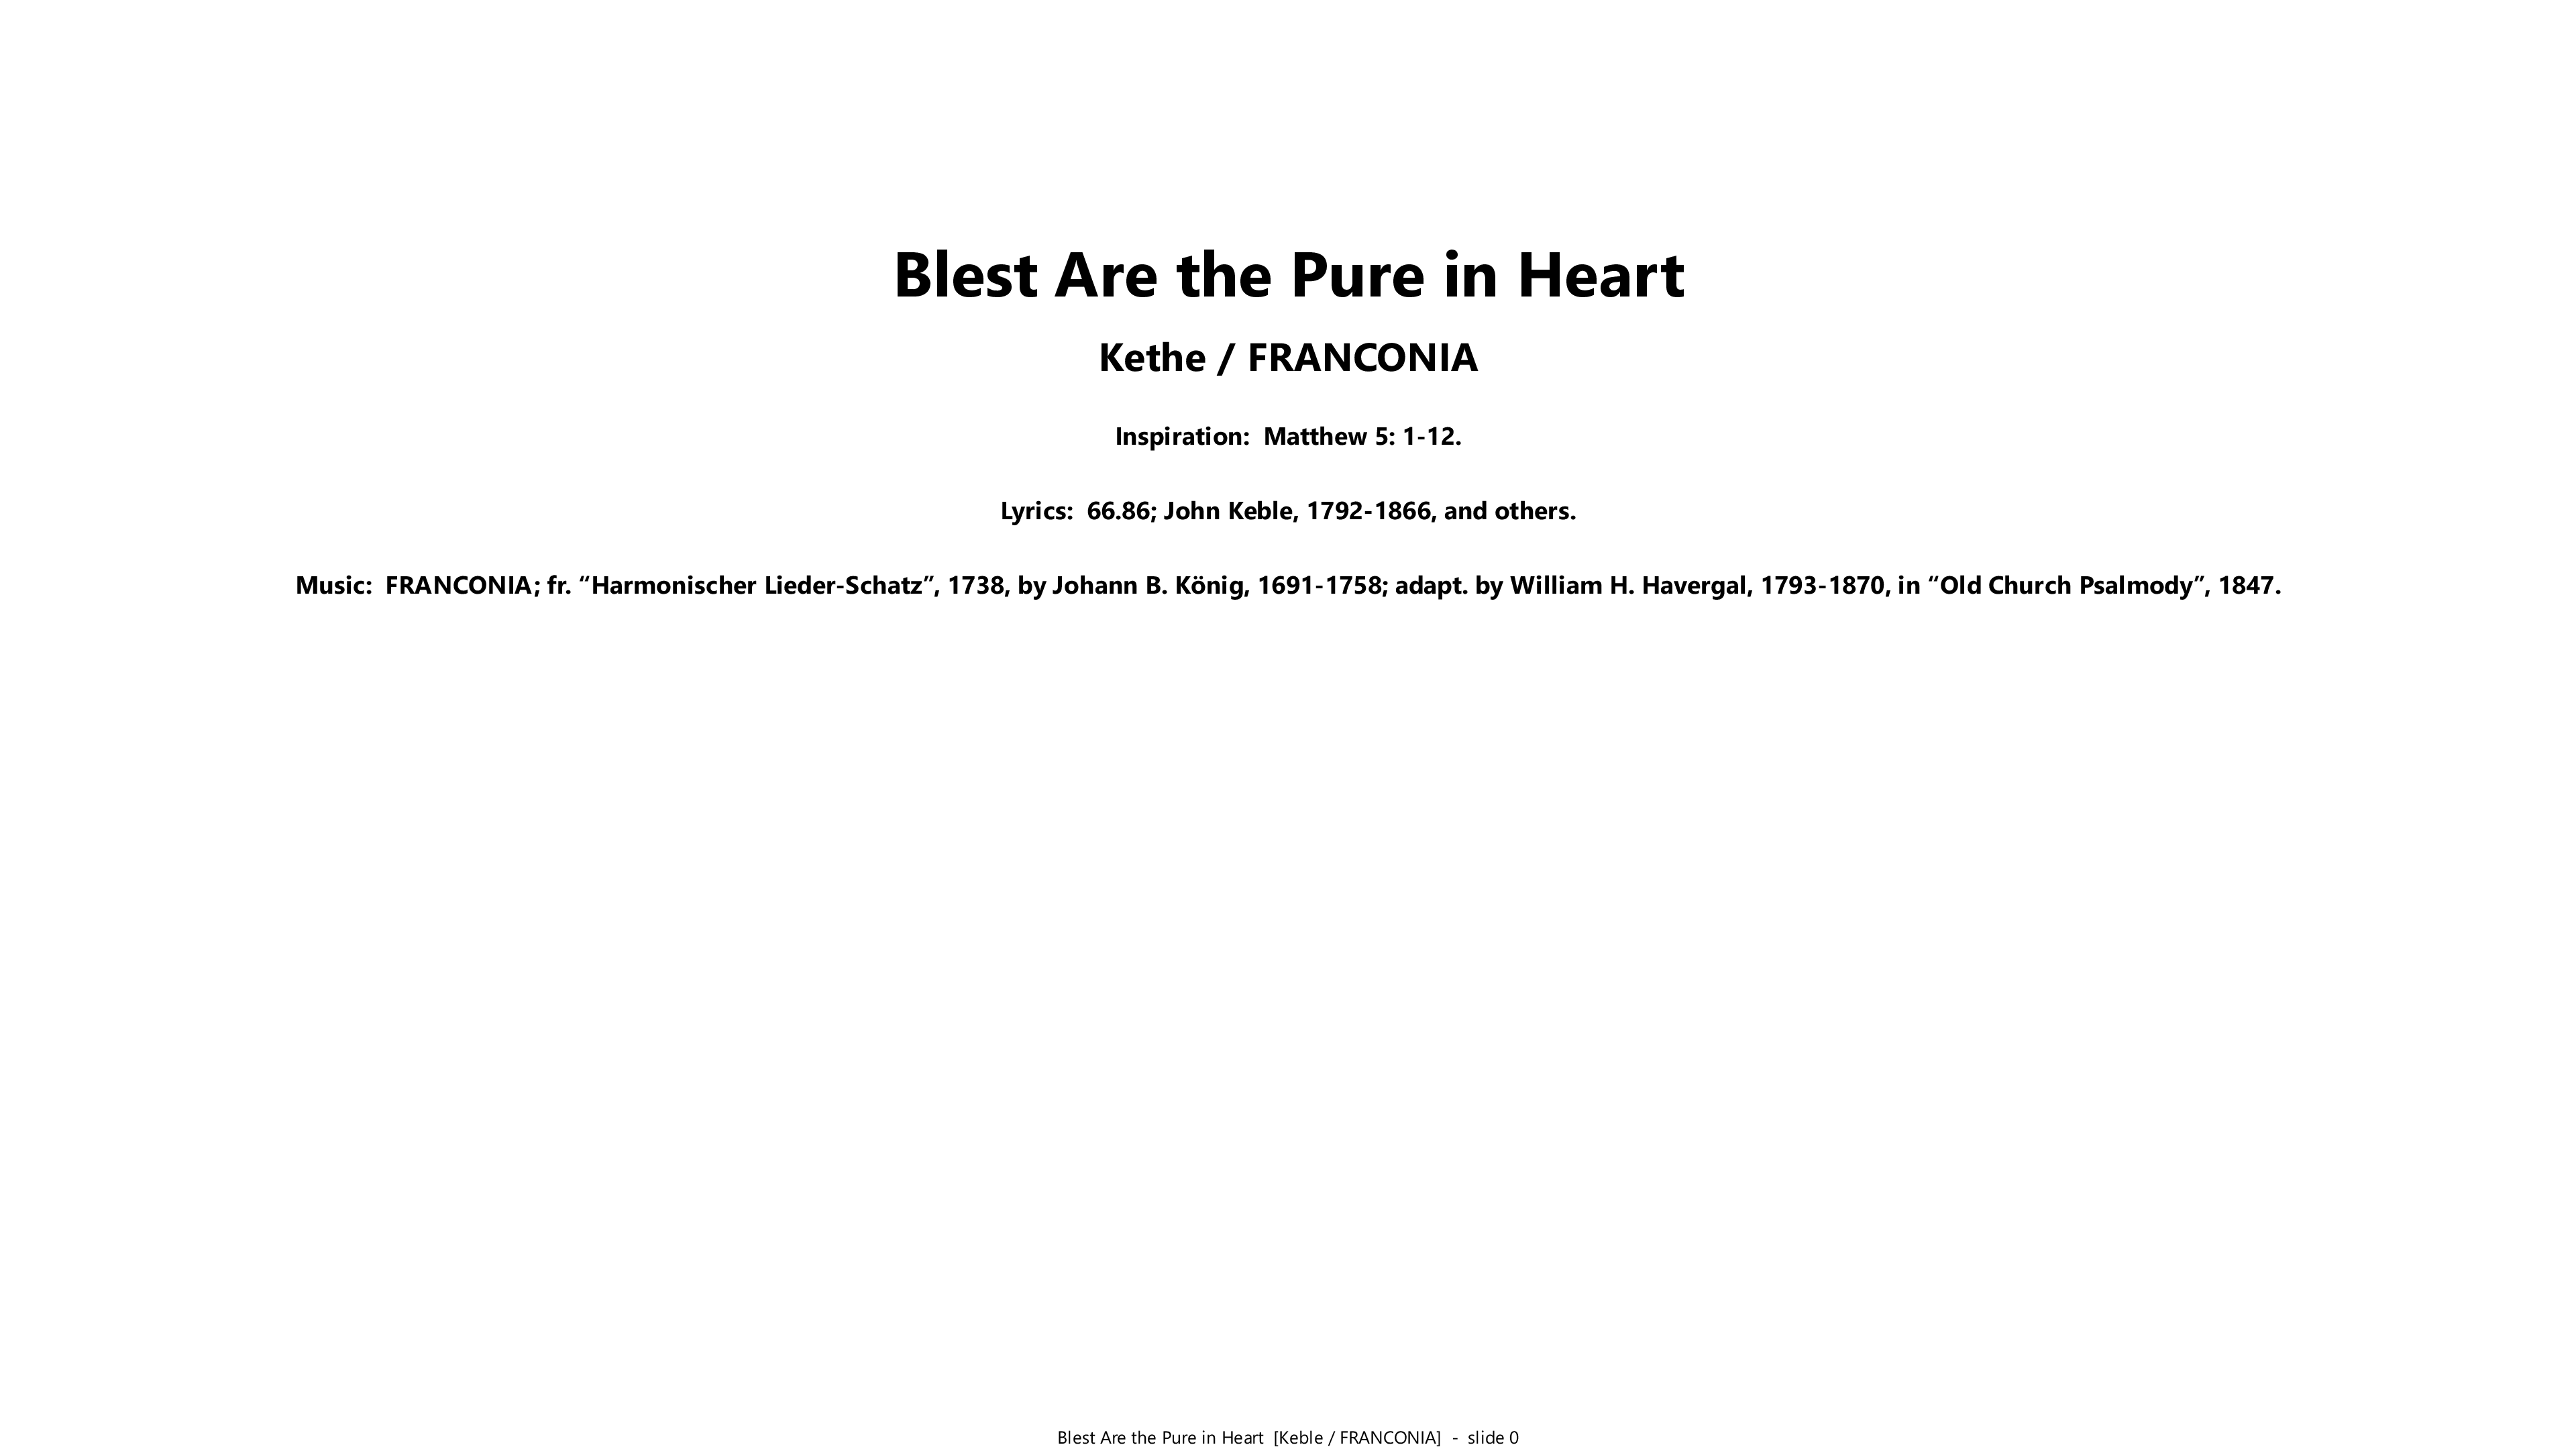 Blest Are the Pure in Heart
Kethe / FRANCONIA
Inspiration:  Matthew 5: 1-12.
Lyrics:  66.86; John Keble, 1792-1866, and others.
Music:  FRANCONIA; fr. “Harmonischer Lieder-Schatz”, 1738, by Johann B. König, 1691-1758; adapt. by William H. Havergal, 1793-1870, in “Old Church Psalmody”, 1847.
Blest Are the Pure in Heart  [Keble / FRANCONIA]  -  slide 0